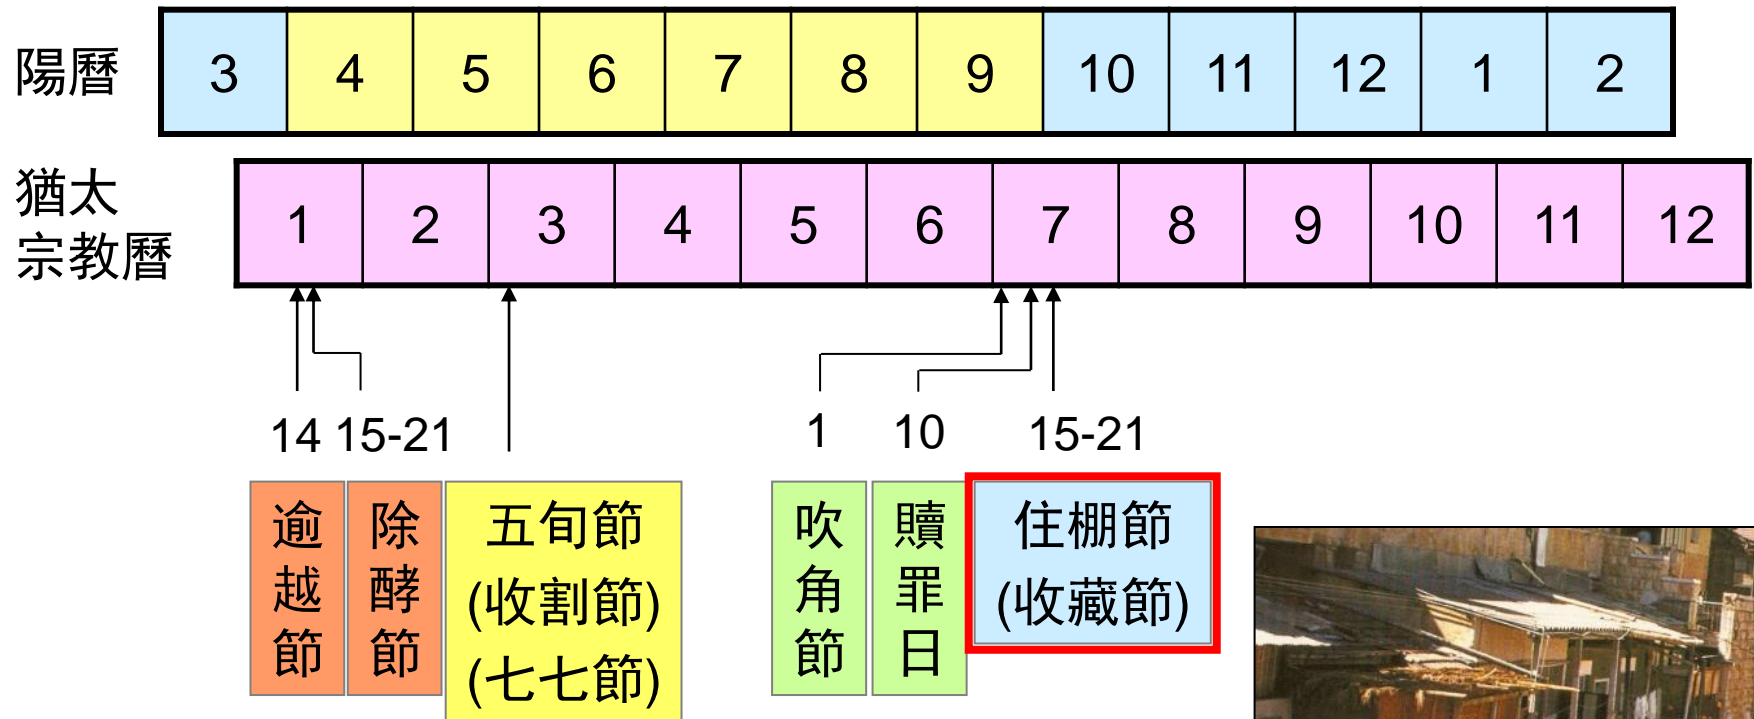 陽曆 3 4 5 6 7 8 9 10 11 12 1 2
猶太
宗教曆
1 2 3 4 5 6 7 8 9 10 11 12
14 15-21 1 10 15-21
逾越節
除酵節
五旬節
(收割節)
(七七節)
吹角節
贖罪日
住棚節
(收藏節)